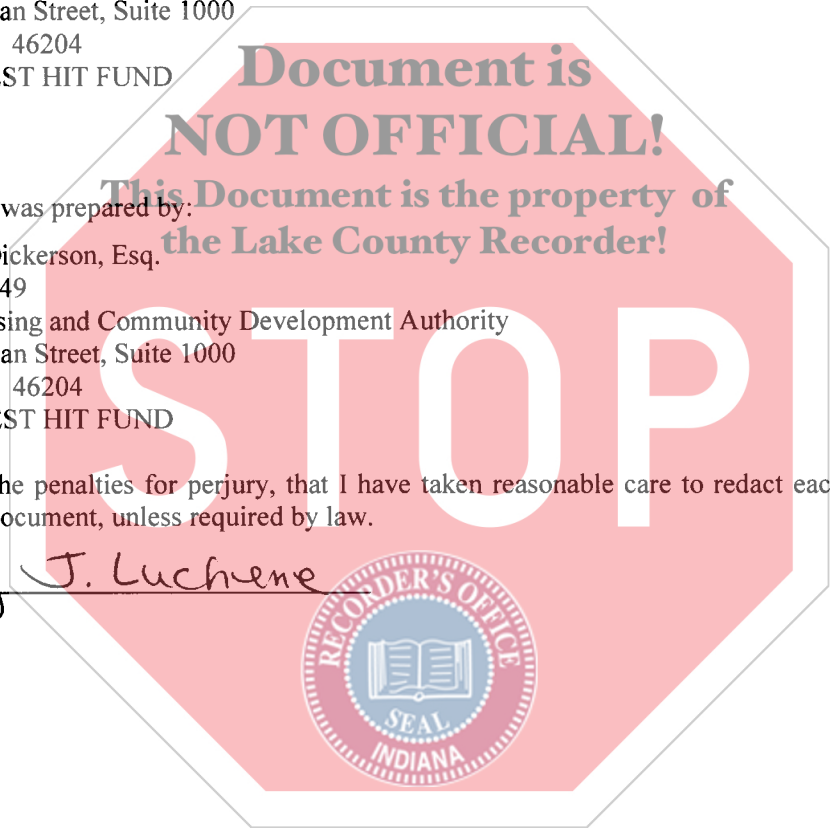 an Street, Suite 1000
46204
ST HIT FUND
Document is
NOT OFFICIAL!
This Document is the property of
the Lake County Recorder!
was prepared by:
ickerson, Esq.
49
sing and Community Development Authority
an Street, Suite 1000
46204
ST HIT FUND
STOP
he penalties for perjury, that I have taken reasonable care to redact eac
ocument, unless required by law.
J. Luchene
RECORDER'S OFFICE
SEAL
INDIANA